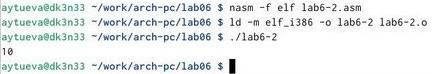 aytueva@dk3n33 ~/work/arch-pc/lab06 $ nasm -f elf lab6-2.asm
aytueva@dk3n33 ~/work/arch-pc/lab06 $ ld -m elf_i386 -o lab6-2 lab6-2.o
aytueva@dk3n33 ~/work/arch-pc/lab06 $ ./lab6-2
10
aytueva@dk3n33 ~/work/arch-pc/lab06 $